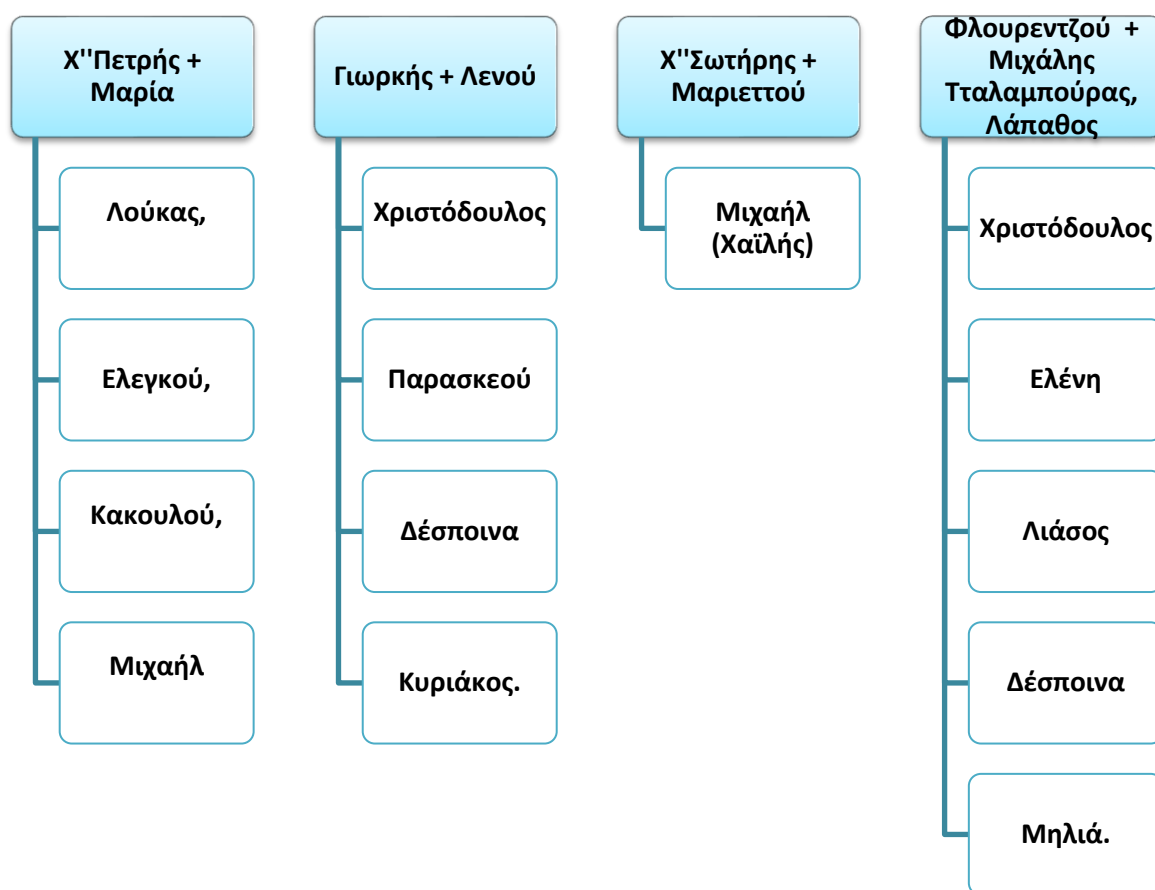 Χ''Πετρής +
Μαρία
Λούκας,
Ελεγκού,
Κακουλού,
Μιχαήλ
Γιωρκής + Λενού
Χριστόδουλος
Παρασκεού
Δέσποινα
Κυριάκος.
Χ''Σωτήρης +
Μαριεττού
Μιχαήλ
(Χαϊλής)
Φλουρεντζού +
Μιχάλης
Τταλαμπούρας,
Λάπαθος
Χριστόδουλος
Ελένη
Λιάσος
Δέσποινα
Μηλιά.